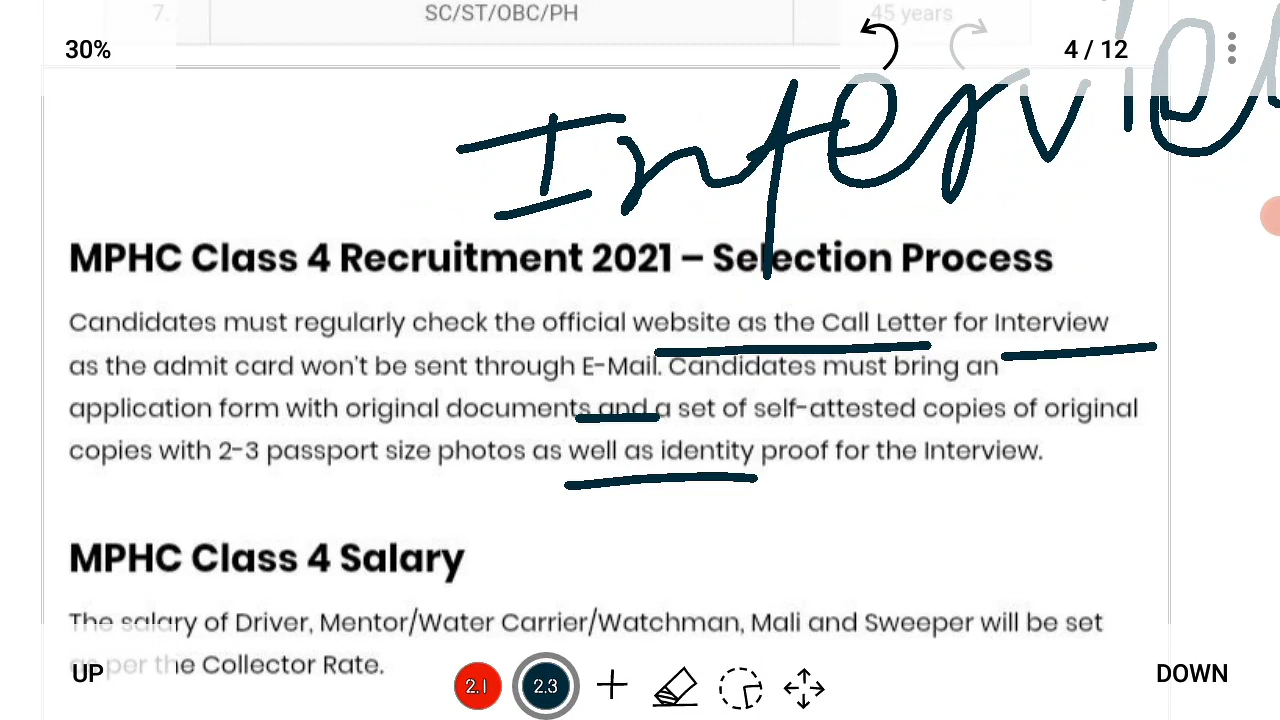 7. SC/ST/OBC/PH 45 years
30% 4 / 12
Intervie
MPHC Class 4 Recruitment 2021 – Selection Process
Candidates must regularly check the official website as the Call Letter for Interview
as the admit card won't be sent through E-Mail. Candidates must bring an
application form with original documents and a set of self-attested copies of original
copies with 2-3 passport size photos as well as identity proof for the Interview.
MPHC Class 4 Salary
The salary of Driver, Mentor/Water Carrier/Watchman, Mali and Sweeper will be set
as per the Collector Rate.
UP 2.1 2.3 DOWN